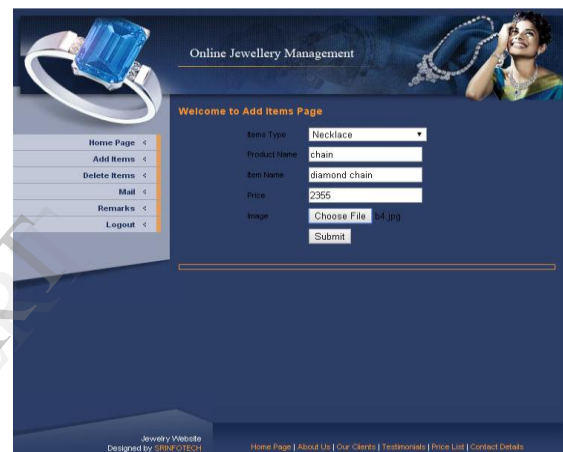 Online Jewellery Management
Welcome to Add Items Page
Home Page
Add Items
Delete Items
Mail
Remarks
Logout
Items Type Necklace
Product Name chain
Item Name diamond chain
Price 2355
Image Choose File b4.jpg
Submit
Jewelry Website
Designed by SRINFOTECH
Home Page | About Us | Our Clients | Testimonials | Price List | Contact Details